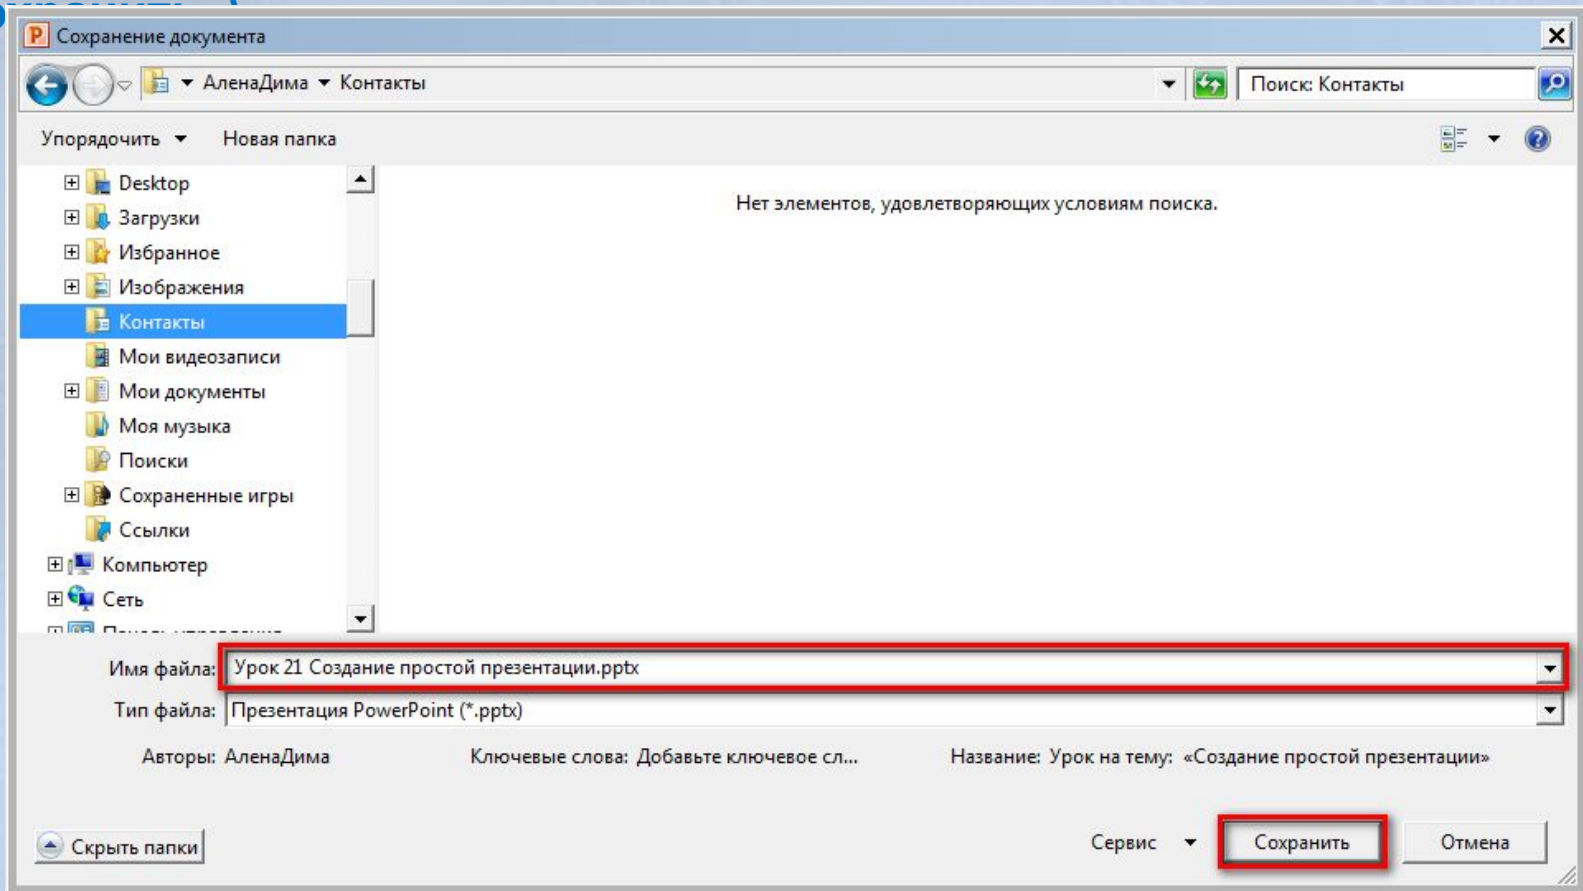 Сохранение документа
АленаДима Контакты Поиск: Контакты
Упорядочить Новая папка
Desktop
Загрузки
Избранное
Изображения
Контакты
Мои видеозаписи
Мои документы
Моя музыка
Поиски
Сохраненные игры
Ссылки
Компьютер
Сеть
Нет элементов, удовлетворяющих условиям поиска.
Имя файла: Урок 21 Создание простой презентации.pptx
Тип файла: Презентация PowerPoint (*.pptx)
Авторы: АленаДима Ключевые слова: Добавьте ключевое сл... Название: Урок на тему: «Создание простой презентации»
Скрыть папки Сервис Сохранить Отмена